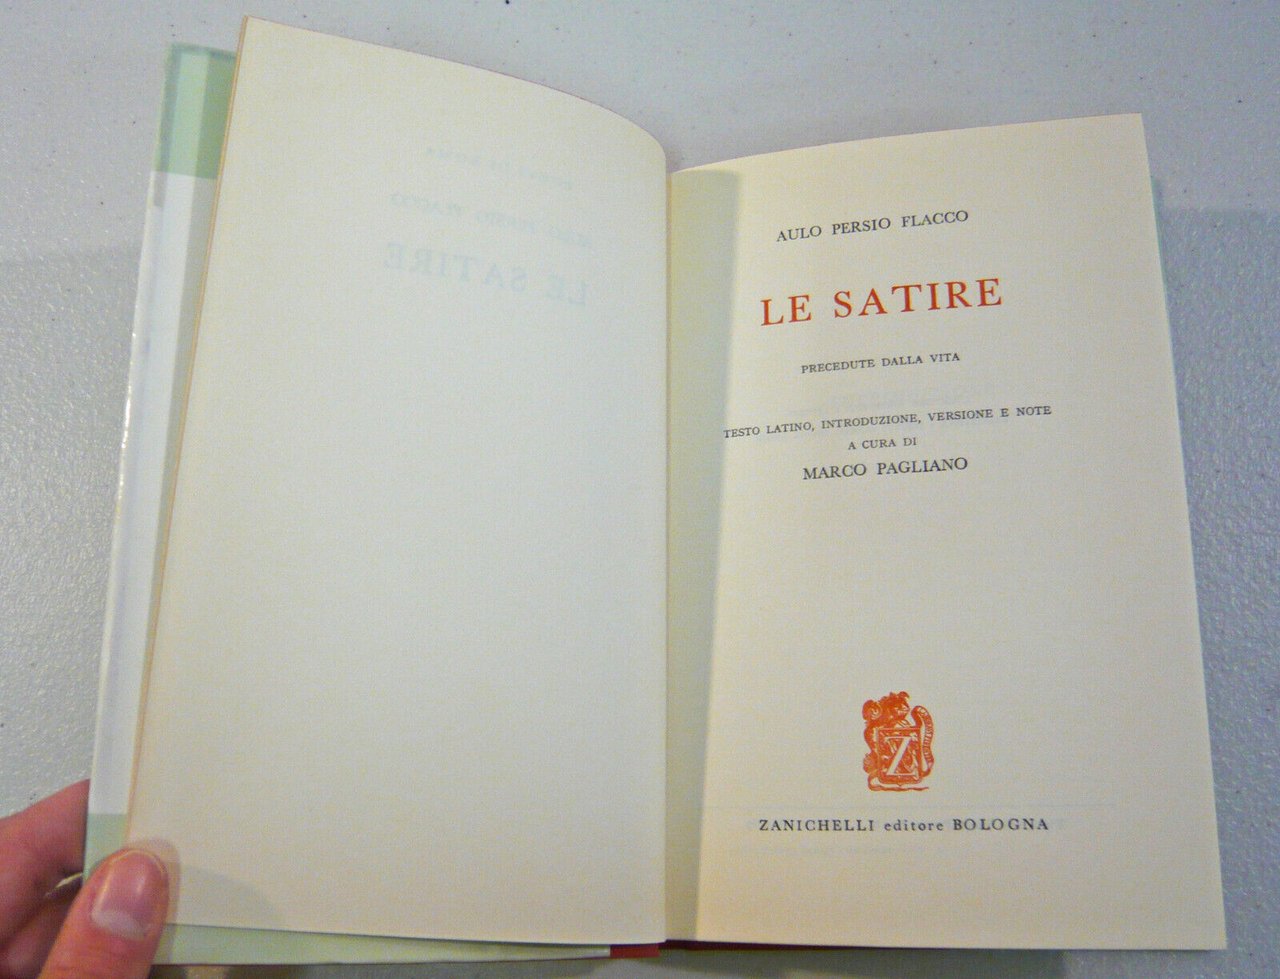 AULO PERSIO FLACCO
LE SATIRE
PRECEDUTE DALLA VITA
TESTO LATINO, INTRODUZIONE, VERSIONE E NOTE
A CURA DI
MARCO PAGLIANO
Z
ZANICHELLI editore BOLOGNA